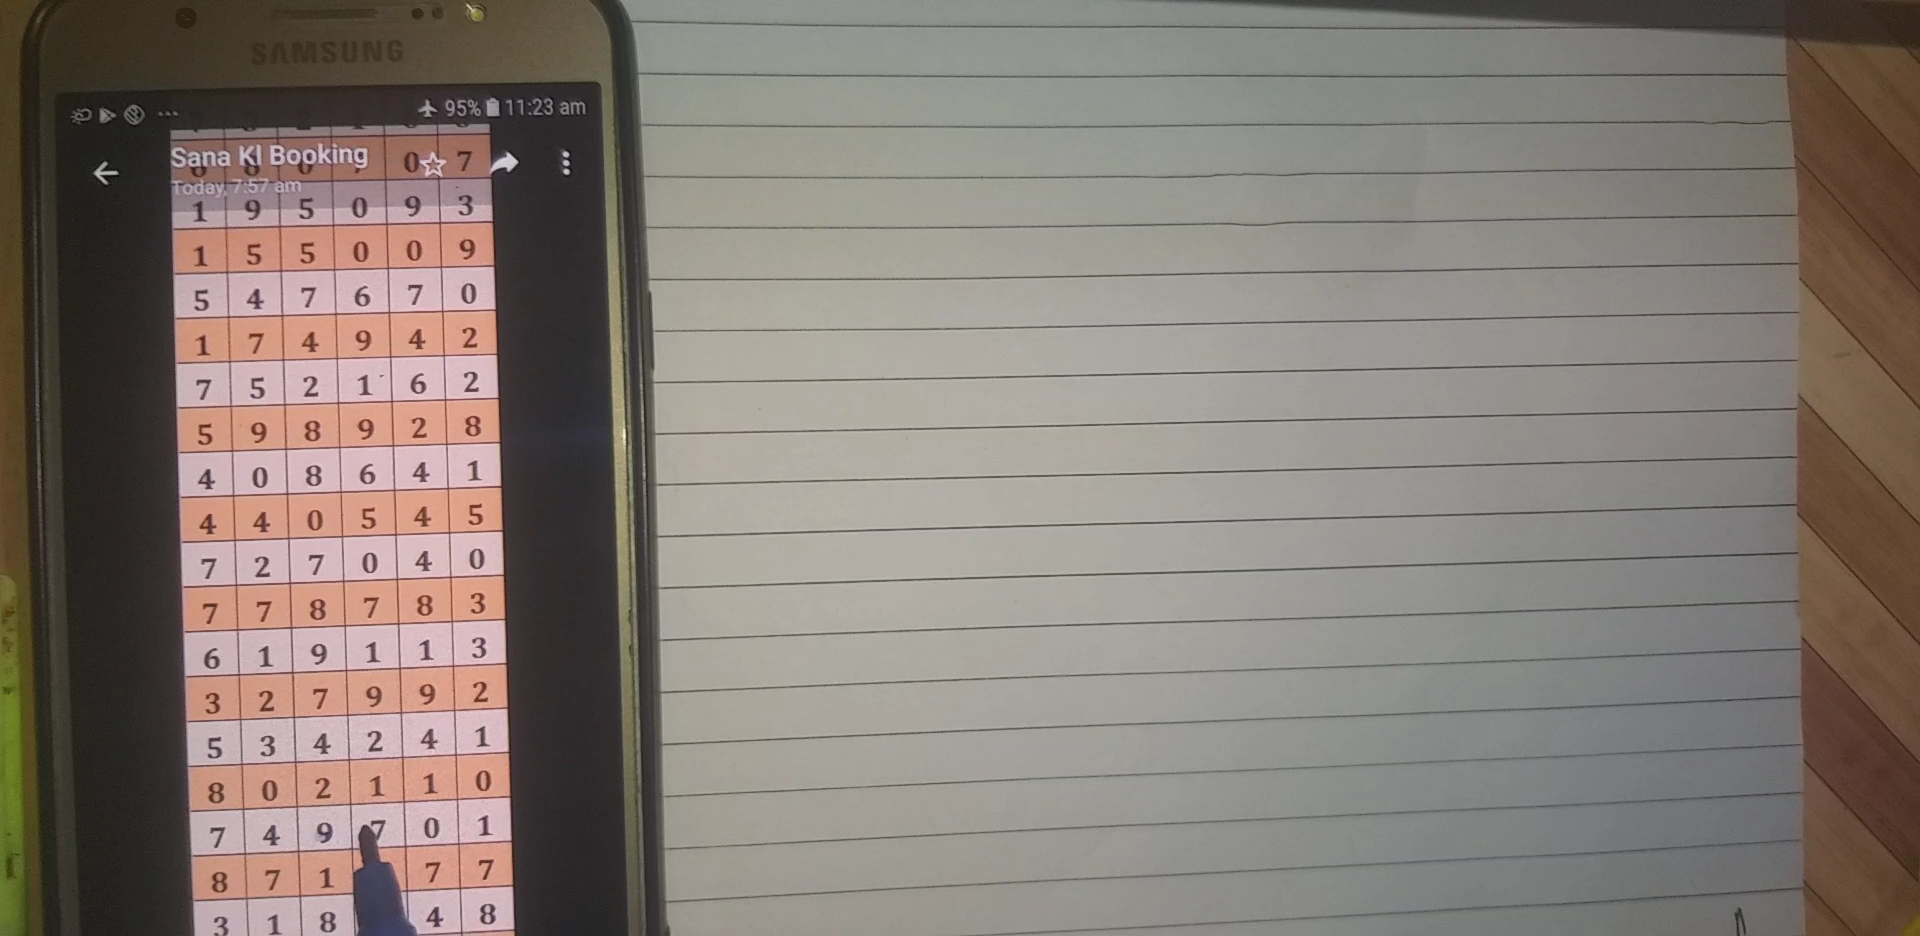 SAMSUNG
95% 11:23 am
Sana KI Booking
0 7
Today, 7:57 am
1 9 5 0 9 3
1 5 5 0 0 9
5 4 7 6 7 0
1 7 4 9 4 2
7 5 2 1 6 2
5 9 8 9 2 8
4 0 8 6 4 1
4 4 0 5 4 5
7 2 7 0 4 0
7 7 8 7 8 3
6 1 9 1 1 3
3 2 7 9 9 2
5 3 4 2 4 1
8 0 2 1 1 0
7 4 9 7 0 1
8 7 1 7 7
3 1 8 4 8